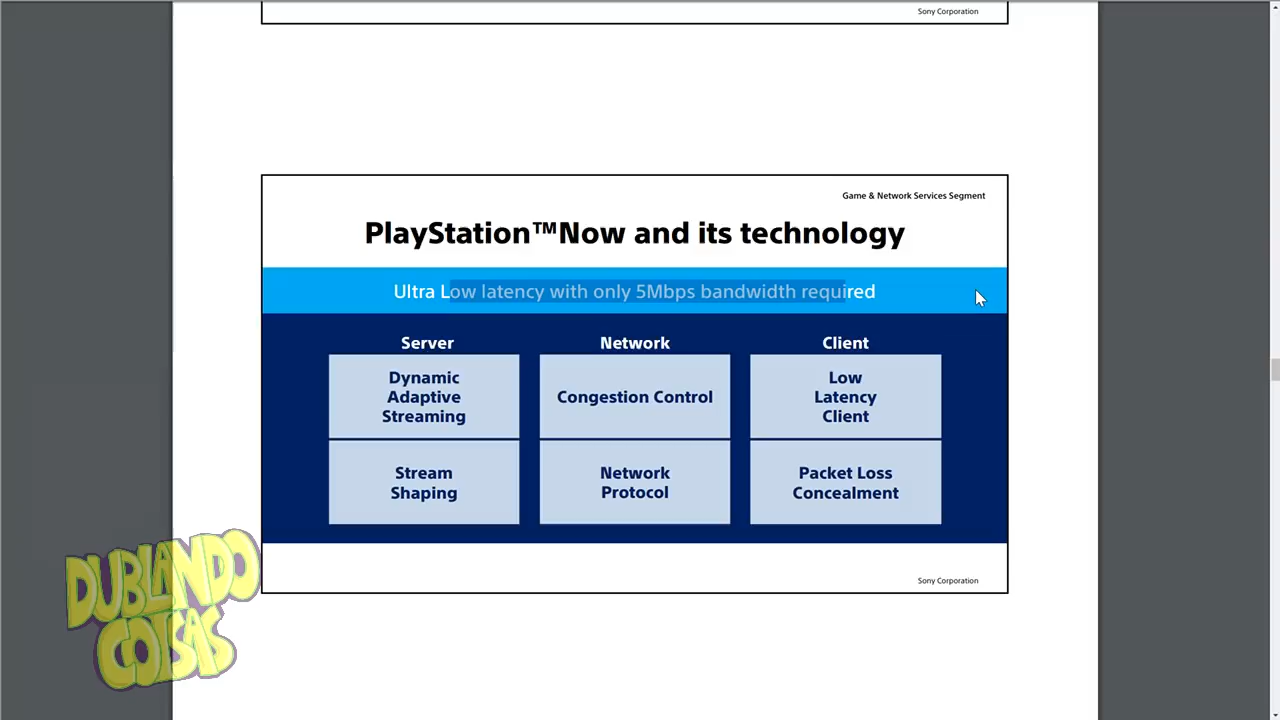 Sony Corporation
Game & Network Services Segment
PlayStation™Now and its technology
Ultra Low latency with only 5Mbps bandwidth required
Server
Network
Client
Dynamic
Adaptive
Streaming
Congestion Control
Low
Latency
Client
Stream
Shaping
Network
Protocol
Packet Loss
Concealment
Sony Corporation
DUBLANDO
COISAS